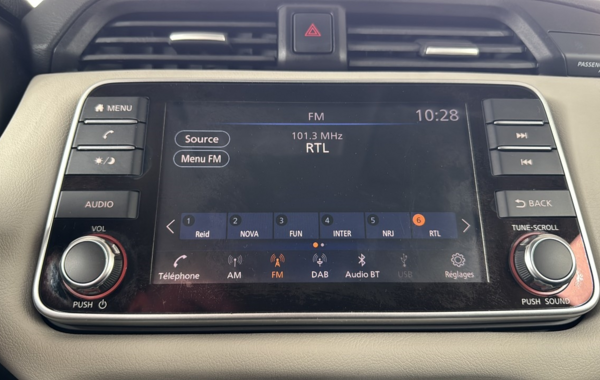 PASSENG
MENU
AUDIO
VOL
PUSH
FM
10:28
Source
101.3 MHz
RTL
Menu FM
1 Reid
2 NOVA
3 FUN
4 INTER
5 NRJ
6 RTL
Téléphone
AM
FM
DAB
Audio BT
USB
Réglages
BACK
TUNE-SCROLL
PUSH SOUND